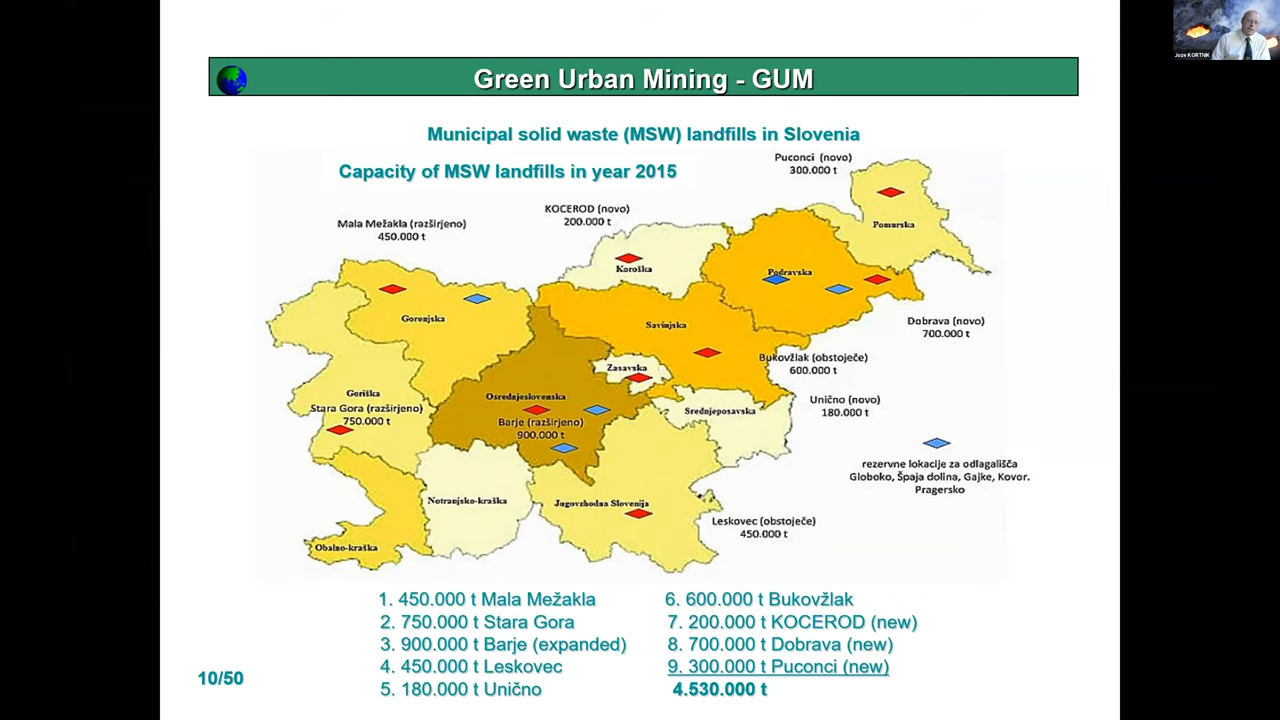 Joze KORTNIK
Green Urban Mining - GUM
Municipal solid waste (MSW) landfills in Slovenia
Capacity of MSW landfills in year 2015
Puconci (novo)
300.000 t
KOCEROD (novo)
200.000 t
Mala Mežakla (razširjeno)
450.000 t
Pomurska
Koroška
Podravska
Gorenjska
Savinjska
Dobrava (novo)
700.000 t
Bukovžlak (obstoječe)
600.000 t
Zasavska
Goriška
Stara Gora (razširjeno)
750.000 t
Osrednjeslovenska
Barje (razširjeno)
900.000 t
Srednjeposavska
Unično (novo)
180.000 t
rezervne lokacije za odlagališča
Globoko, Špaja dolina, Gajke, Kovor.
Pragersko
Notranjsko-kraška
Jugovzhodna Slovenija
Leskovec (obstoječe)
450.000 t
Obalno-kraška
1. 450.000 t Mala Mežakla
2. 750.000 t Stara Gora
3. 900.000 t Barje (expanded)
4. 450.000 t Leskovec
5. 180.000 t Unično
6. 600.000 t Bukovžlak
7. 200.000 t KOCEROD (new)
8. 700.000 t Dobrava (new)
9. 300.000 t Puconci (new)
4.530.000 t
10/50